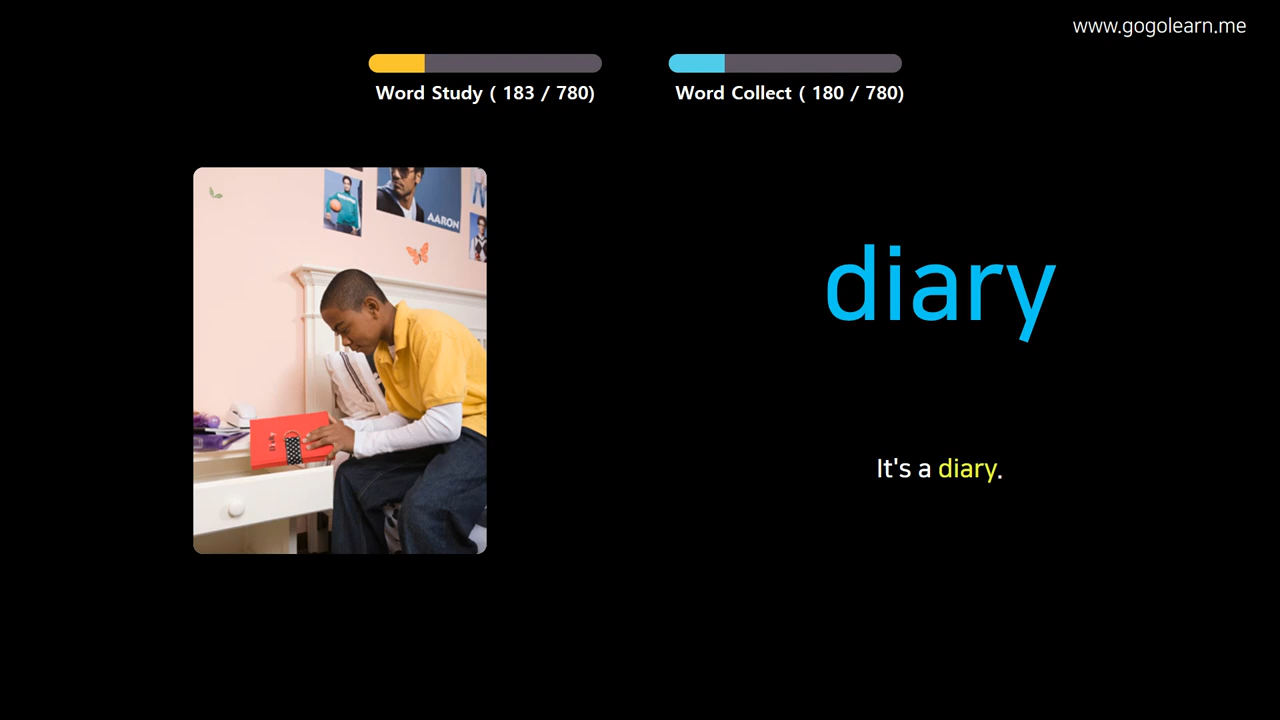 www.gogolearn.me
Word Study ( 183 / 780)
Word Collect ( 180 / 780)
AARON
diary
It's a diary.